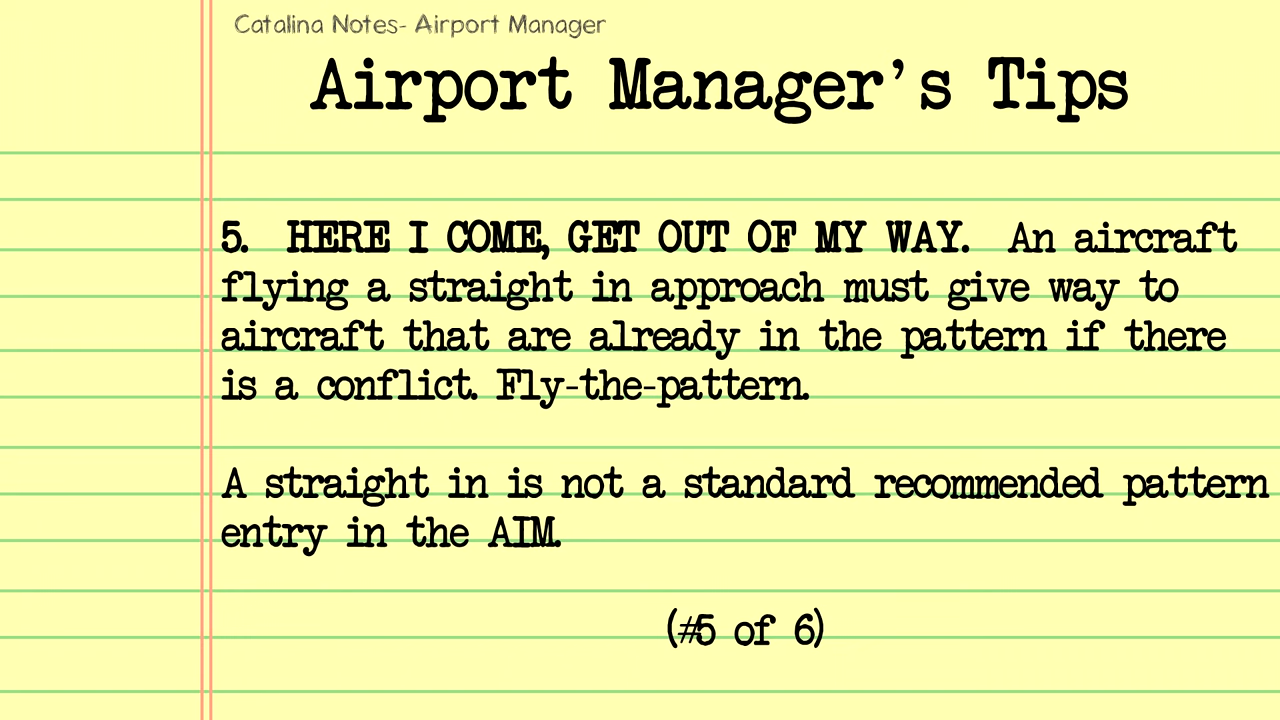 Catalina Notes- Airport Manager
Airport Manager's Tips
5. HERE I COME, GET OUT OF MY WAY. An aircraft
flying a straight in approach must give way to
aircraft that are already in the pattern if there
is a conflict. Fly-the-pattern.
A straight in is not a standard recommended pattern
entry in the AIM.
(#5 of 6)